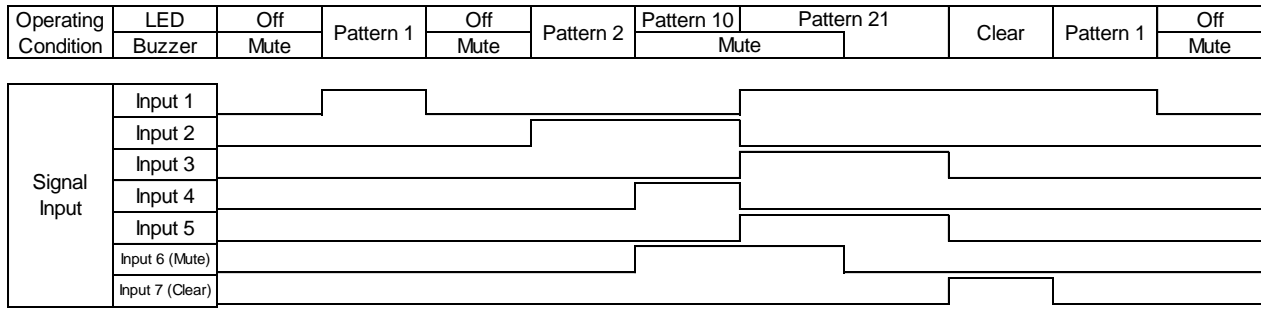 Operating Condition LED Off Pattern 1 Off Pattern 2 Pattern 10 Pattern 21 Clear Pattern 1 Off
Buzzer Mute Mute Mute Mute
Signal Input
Input 1
Input 2
Input 3
Input 4
Input 5
Input 6 (Mute)
Input 7 (Clear)